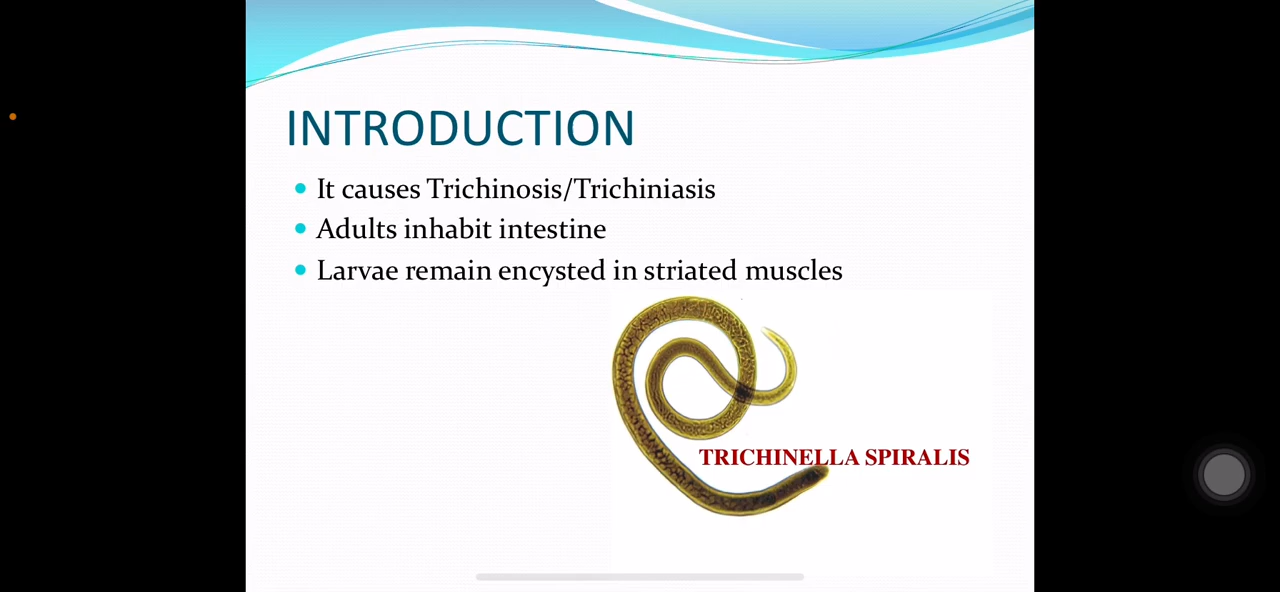 INTRODUCTION
It causes Trichinosis/Trichiniasis
Adults inhabit intestine
Larvae remain encysted in striated muscles
TRICHINELLA SPIRALIS